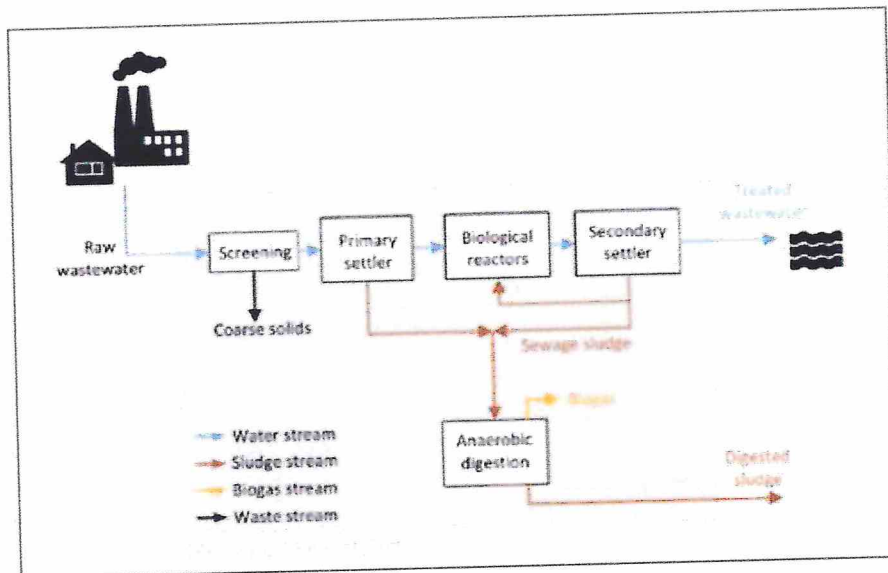 Treated
wastewater
Raw
wastewater
Screening
Primary
settler
Biological
reactors
Secondary
settler
Coarse solids
Sewage sludge
Biogas
Anaerobic
digestion
Digested
sludge
Water stream
Sludge stream
Biogas stream
Waste stream